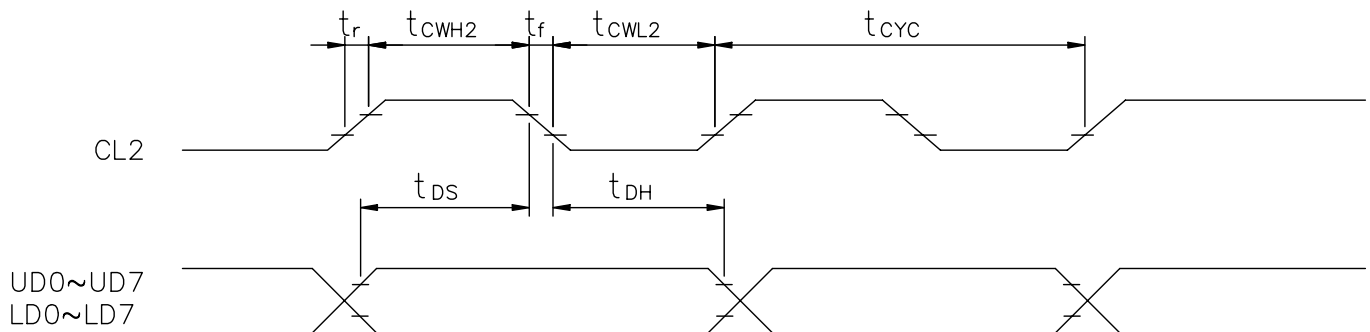 tr tCWH2 tf tCWL2 tCYC
CL2
tDS tDH
UD0~UD7
LD0~LD7